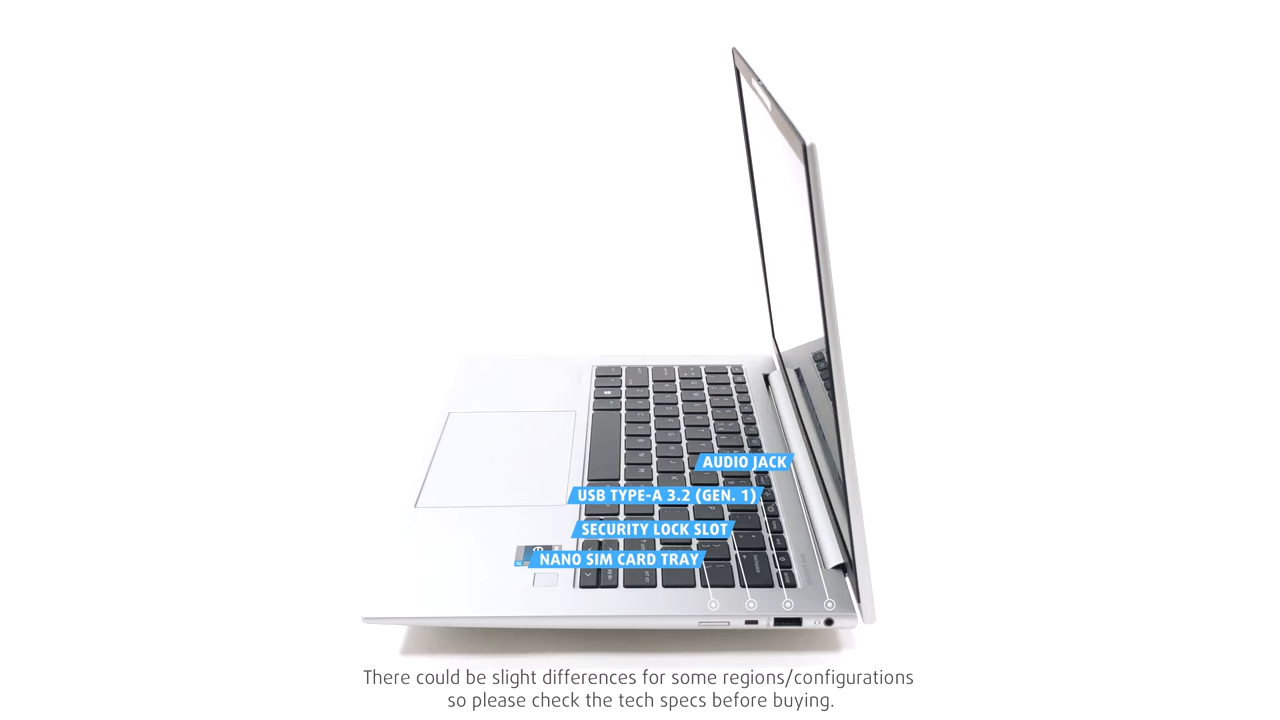 AUDIO JACK
USB TYPE-A 3.2 (GEN. 1)
SECURITY LOCK SLOT
NANO SIM CARD TRAY
There could be slight differences for some regions/configurations
so please check the tech specs before buying.